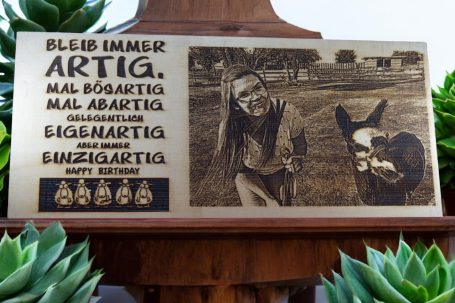 BLEIB IMMER
ARTIG.
MAL BÖSARTIG
MAL ABARTIG
GELEGENTLICH
EIGENARTIG
ABER IMMER
EINZIGARTIG
HAPPY BIRTHDAY